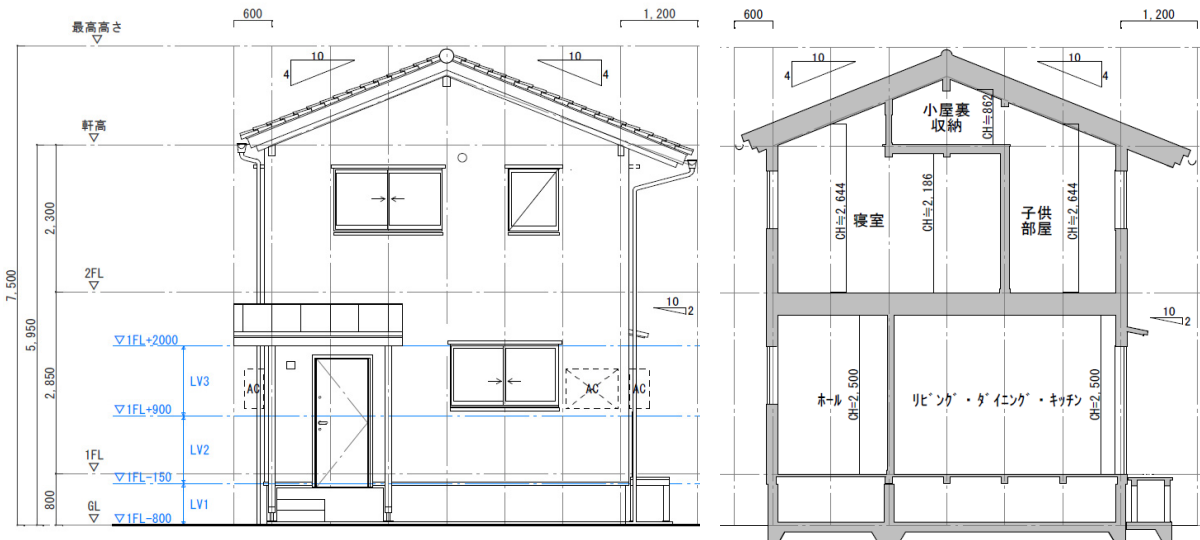 600
1,200
最高高さ
10
4
10
4
軒高
2,300
2FL
7,500
5,950
10
2
▽1FL+2000
2,850
LV3
AC
AC
AC
▽1FL+900
LV2
1FL
▽1FL-150
800
LV1
GL
▽1FL-800
600
1,200
10
4
10
4
小屋裏
収納
CH≒862
CH≒2,644
寝室
CH≒2,186
子供
部屋
CH≒2,644
10
2
ホール
CH=2,500
リビング・ダイニング・キッチン
CH=2,500